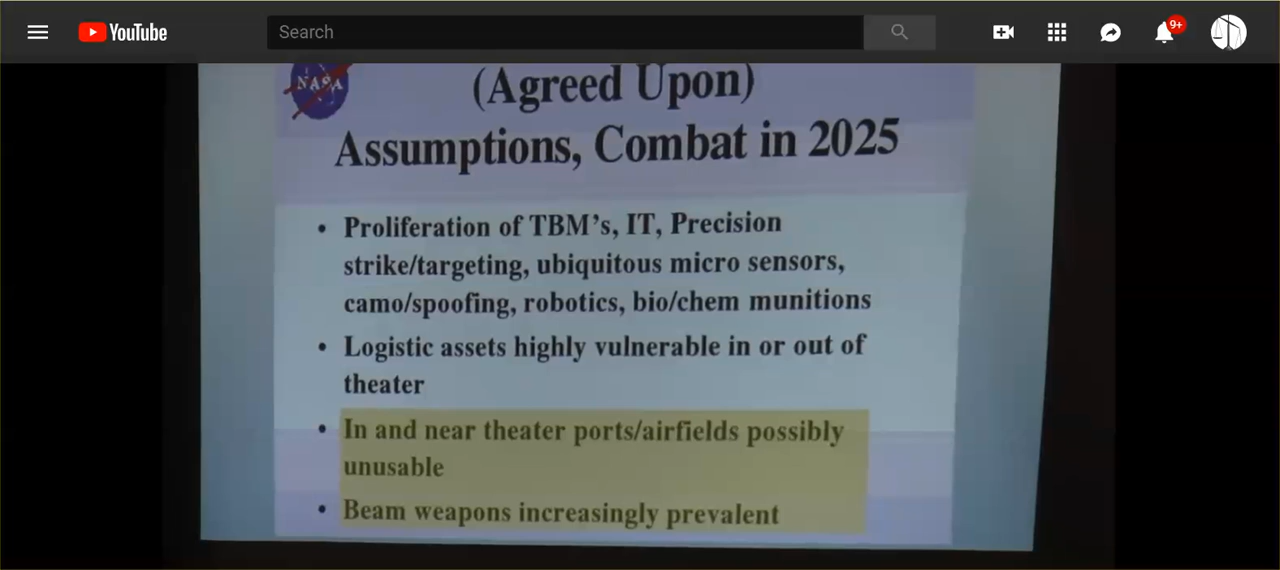 YouTube
Search
9+
NASA
(Agreed Upon)
Assumptions, Combat in 2025
• Proliferation of TBM's, IT, Precision
strike/targeting, ubiquitous micro sensors,
camo/spoofing, robotics, bio/chem munitions
• Logistic assets highly vulnerable in or out of
theater
• In and near theater ports/airfields possibly
unusable
• Beam weapons increasingly prevalent